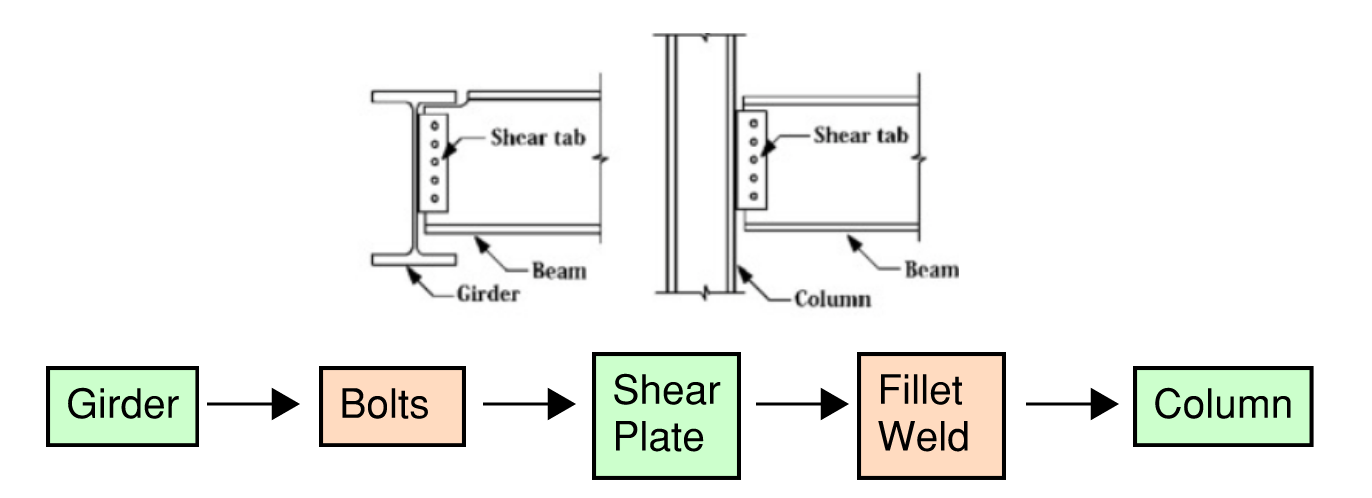 Shear tab
Beam
Girder
Shear tab
Beam
Column
Girder
Bolts
Shear
Plate
Fillet
Weld
Column